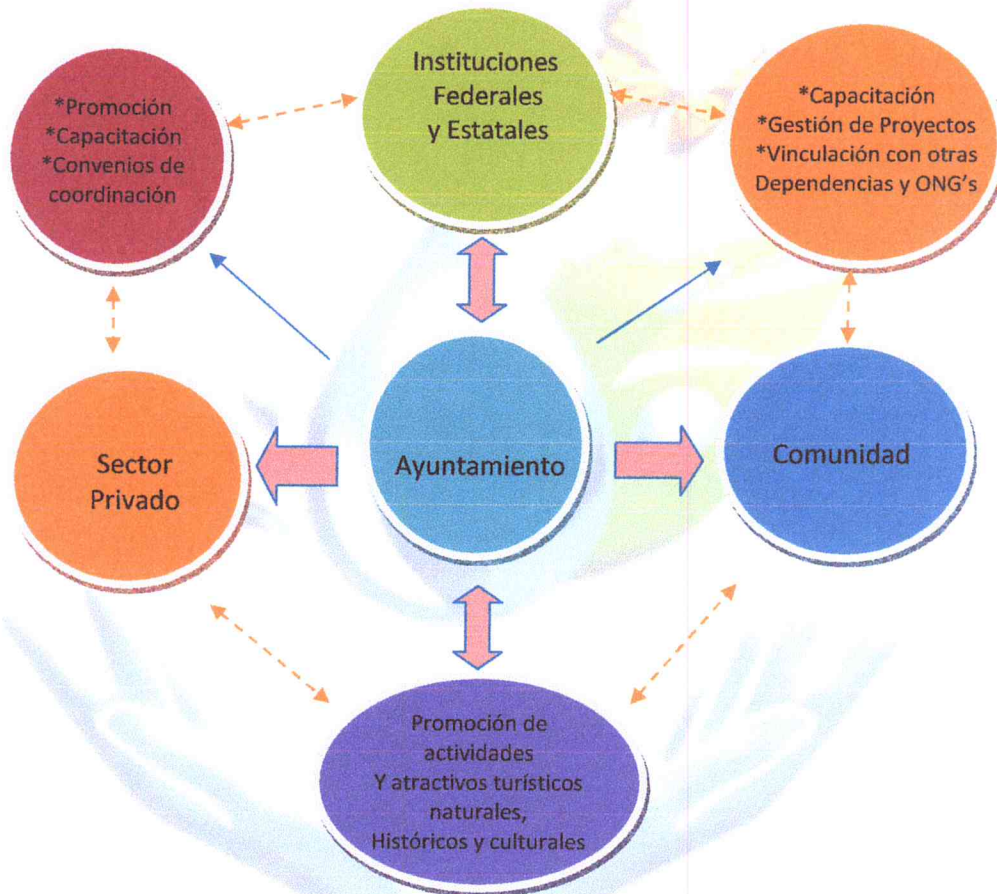 Instituciones
Federales
y Estatales
*Promoción
*Capacitación
*Convenios de
coordinación
*Capacitación
*Gestión de Proyectos
*Vinculación con otras
Dependencias y ONG's
Sector
Privado
Ayuntamiento
Comunidad
Promoción de
actividades
Y atractivos turísticos
naturales,
Históricos y culturales